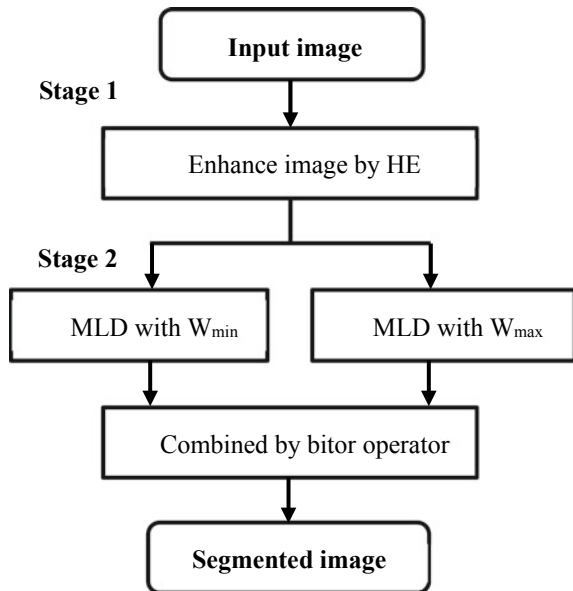 Input image
Stage 1
Enhance image by HE
Stage 2
MLD with Wmin
MLD with Wmax
Combined by bitor operator
Segmented image